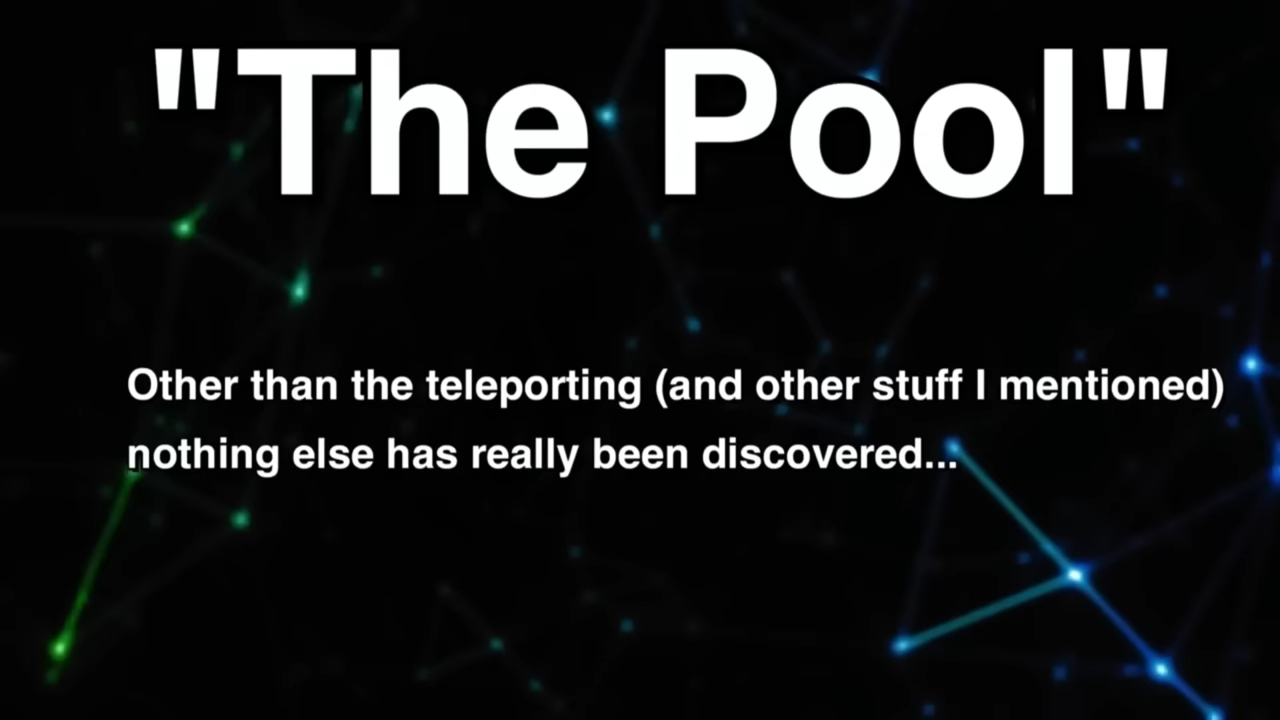 "The Pool"
Other than the teleporting (and other stuff I mentioned)
nothing else has really been discovered...